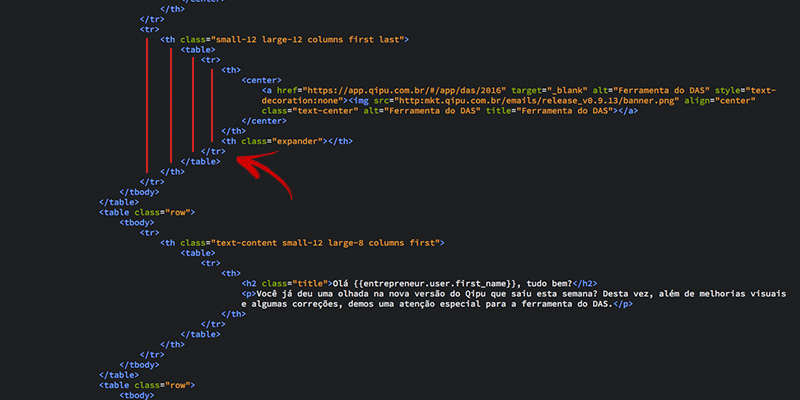 </center>
</th>
</tr>
<tr>
<th class="small-12 large-12 columns first last">
<table>
<tr>
<th>
<center>
<a href="https://app.qipu.com.br/#/app/das/2016" target="_blank" alt="Ferramenta do DAS" style="text-
decoration:none"><img src="http:mkt.qipu.com.br/emails/release_v0.9.13/banner.png" align="center"
class="text-center" alt="Ferramenta do DAS" title="Ferramenta do DAS"></a>
</center>
</th>
<th class="expander"></th>
</tr>
</table>
</th>
</tr>
</tbody>
</table>
<table class="row">
<tbody>
<tr>
<th class="text-content small-12 large-8 columns first">
<table>
<tr>
<th>
<h2 class="title">Olá {{entrepreneur.user.first_name}}, tudo bem?</h2>
<p>Você já deu uma olhada na nova versão do Qipu que saiu esta semana? Desta vez, além de melhorias visuais
e algumas correções, demos uma atenção especial para a ferramenta do DAS.</p>
</th>
</tr>
</table>
</th>
</tr>
</tbody>
</table>
<table class="row">
<tbody>